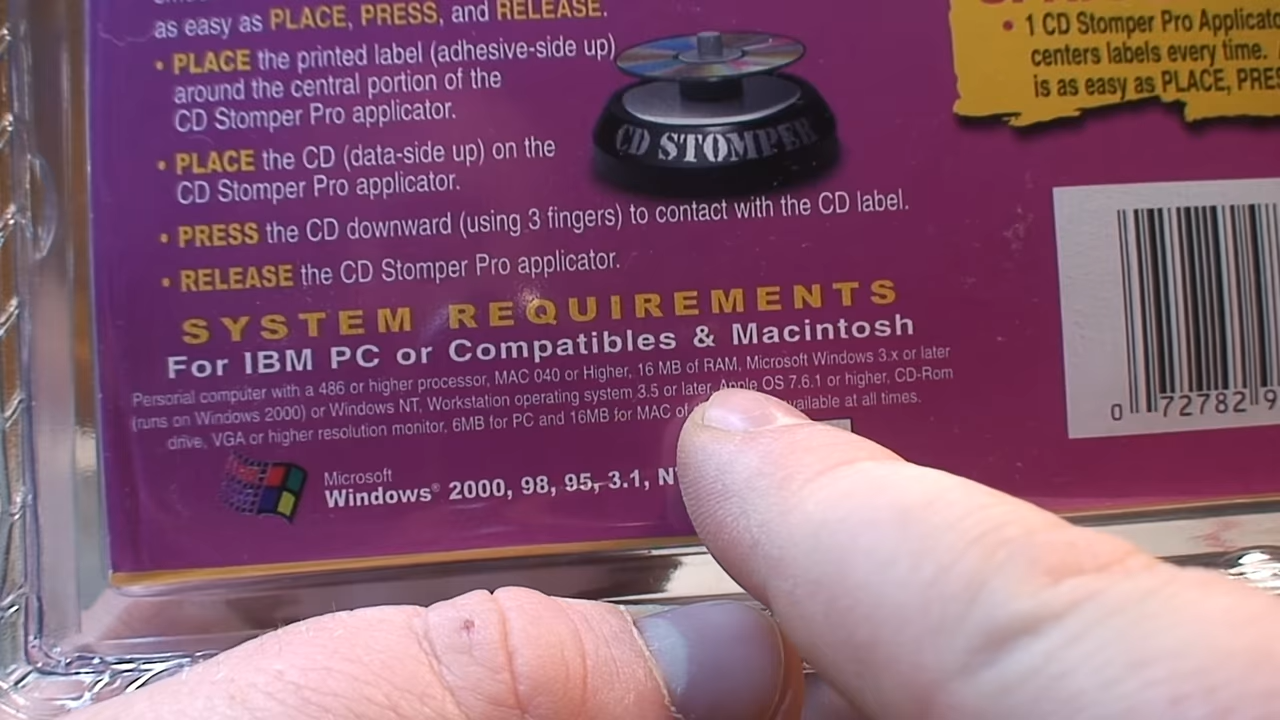 as easy as PLACE, PRESS, and RELEASE.
• PLACE the printed label (adhesive-side up)
around the central portion of the
CD Stomper Pro applicator.
• PLACE the CD (data-side up) on the
CD Stomper Pro applicator.
• PRESS the CD downward (using 3 fingers) to contact with the CD label.
• RELEASE the CD Stomper Pro applicator.
CD STOMPER
SYSTEM REQUIREMENTS
For IBM PC or Compatibles & Macintosh
Personal computer with a 486 or higher processor, MAC 040 or Higher, 16 MB of RAM, Microsoft Windows 3.x or later
(runs on Windows 2000) or Windows NT, Workstation operating system 3.5 or later, Apple OS 7.6.1 or higher, CD-Rom
drive, VGA or higher resolution monitor, 6MB for PC and 16MB for MAC of available at all times.
Microsoft
Windows® 2000, 98, 95, 3.1,
• 1 CD Stomper Pro
centers labels every time.
is as easy as PLACE,
0 72782 9